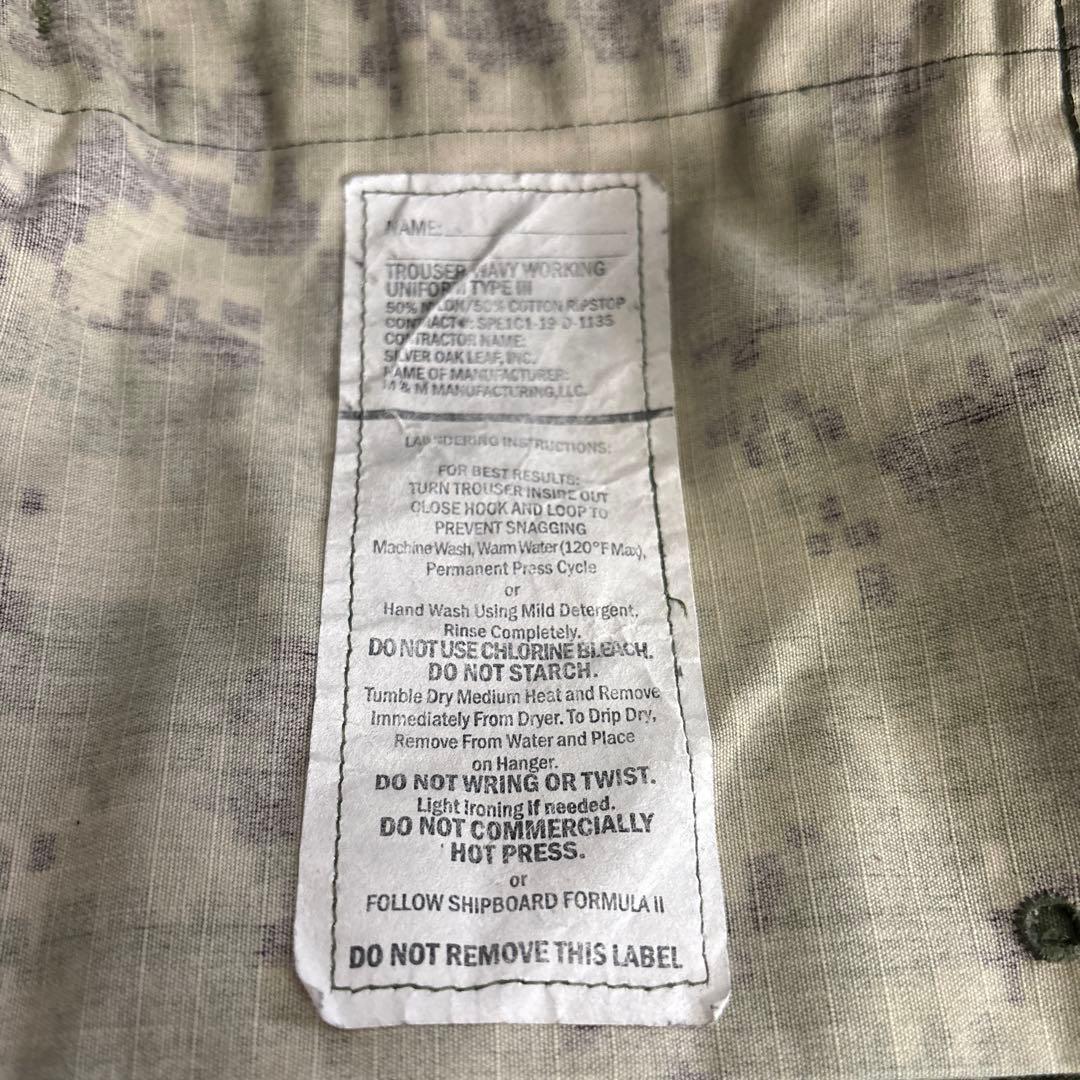 NAME:
TROUSER NAVY WORKING
UNIFORM TYPE III
50% NYLON/50% COTTON RIPSTOP
CONTRACT#: SPE1C1-19-D-1135
CONTRACTOR NAME:
SILVER OAK LEAF, INC.
NAME OF MANUFACTURER:
M & M MANUFACTURING, LLC.
LAUNDERING INSTRUCTIONS:
FOR BEST RESULTS:
TURN TROUSER INSIDE OUT
CLOSE HOOK AND LOOP TO
PREVENT SNAGGING
Machine Wash, Warm Water (120°F Max),
Permanent Press Cycle
or
Hand Wash Using Mild Detergent.
Rinse Completely.
DO NOT USE CHLORINE BLEACH.
DO NOT STARCH.
Tumble Dry Medium Heat and Remove
Immediately From Dryer. To Drip Dry,
Remove From Water and Place
on Hanger.
DO NOT WRING OR TWIST.
Light Ironing if needed.
DO NOT COMMERCIALLY
HOT PRESS.
or
FOLLOW SHIPBOARD FORMULA II
DO NOT REMOVE THIS LABEL